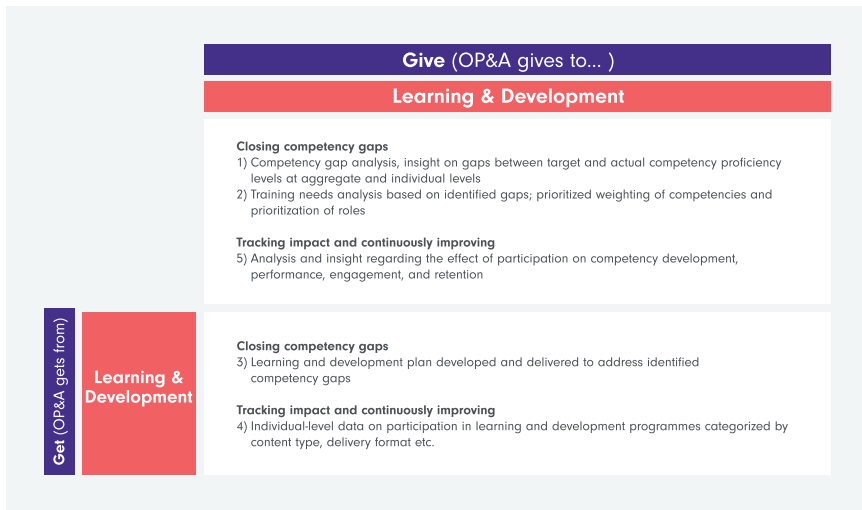 Give (OP&A gives to... )
Learning & Development
Closing competency gaps
1) Competency gap analysis, insight on gaps between target and actual competency proficiency
levels at aggregate and individual levels
2) Training needs analysis based on identified gaps; prioritized weighting of competencies and
prioritization of roles
Tracking impact and continuously improving
5) Analysis and insight regarding the effect of participation on competency development,
performance, engagement, and retention
Get (OP&A gets from)
Learning &
Development
Closing competency gaps
3) Learning and development plan developed and delivered to address identified
competency gaps
Tracking impact and continuously improving
4) Individual-level data on participation in learning and development programmes categorized by
content type, delivery format etc.